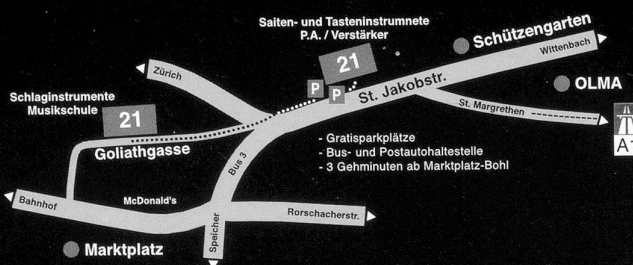 Saiten- und Tasteninstrumnete
P.A. / Verstärker
21
Schützengarten
Wittenbach
Zürich
P
P
St. Jakobstr.
OLMA
Schlaginstrumente
Musikschule
21
St. Margrethen
A1
Goliathgasse
- Gratisparkplätze
- Bus- und Postautohaltestelle
- 3 Gehminuten ab Marktplatz-Bohl
Bus 3
Bahnhof
McDonald's
Rorschacherstr.
Speicher
Marktplatz